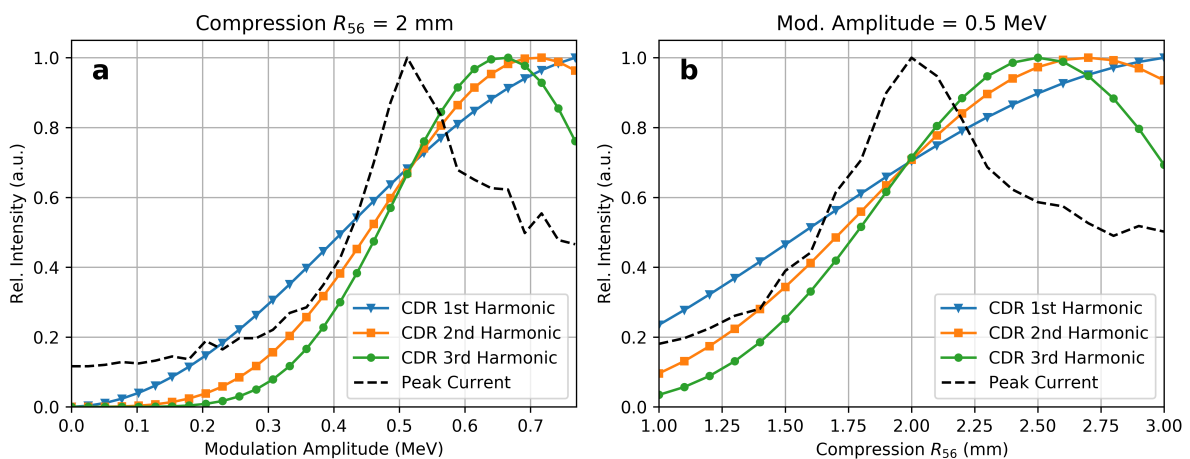 Compression R₅₆ = 2 mm
a
Rel. Intensity (a.u.)
1.0
0.8
0.6
0.4
0.2
0.0
0.0 0.1 0.2 0.3 0.4 0.5 0.6 0.7
Modulation Amplitude (MeV)
CDR 1st Harmonic
CDR 2nd Harmonic
CDR 3rd Harmonic
Peak Current
Mod. Amplitude = 0.5 MeV
b
Rel. Intensity (a.u.)
1.0
0.8
0.6
0.4
0.2
0.0
1.00 1.25 1.50 1.75 2.00 2.25 2.50 2.75 3.00
Compression R₅₆ (mm)
CDR 1st Harmonic
CDR 2nd Harmonic
CDR 3rd Harmonic
Peak Current